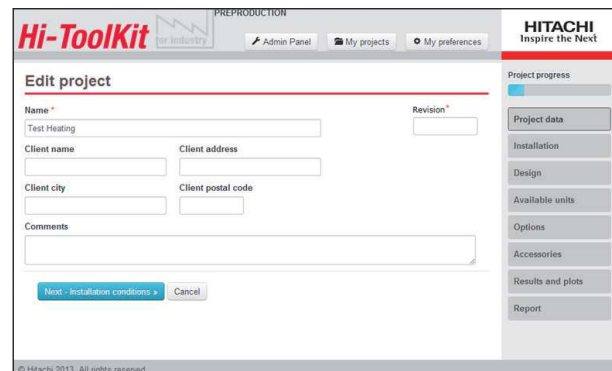 PREPRODUCTION
Hi-ToolKit for industry
Admin Panel My projects My preferences
HITACHI
Inspire the Next
Edit project
Name *
Revision *
Test Heating
Client name Client address
Client city Client postal code
Comments
Next - Installation conditions » Cancel
Project progress
Project data
Installation
Design
Available units
Options
Accessories
Results and plots
Report
© Hitachi 2013. All rights reserved